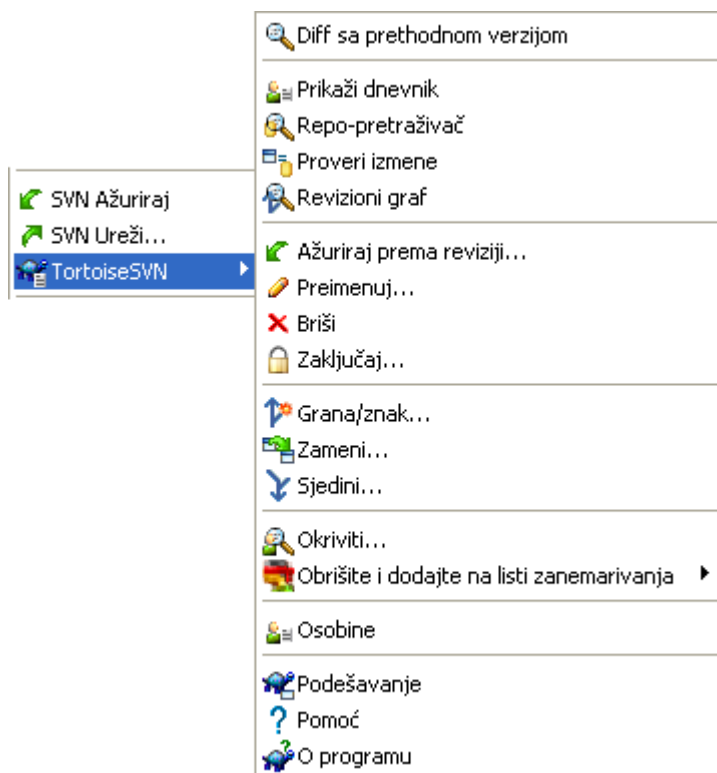 SVN Ažuriraj
SVN Ureži...
TortoiseSVN
Diff sa prethodnom verzijom
Prikaži dnevnik
Repo-pretraživač
Proveri izmene
Revizioni graf
Ažuriraj prema reviziji...
Preimenuj...
Briši
Zaključaj...
Grana/znak...
Zameni...
Sjedini...
Okriviti...
Obrišite i dodajte na listi zanemarivanja
Osobine
Podešavanje
Pomoć
O programu